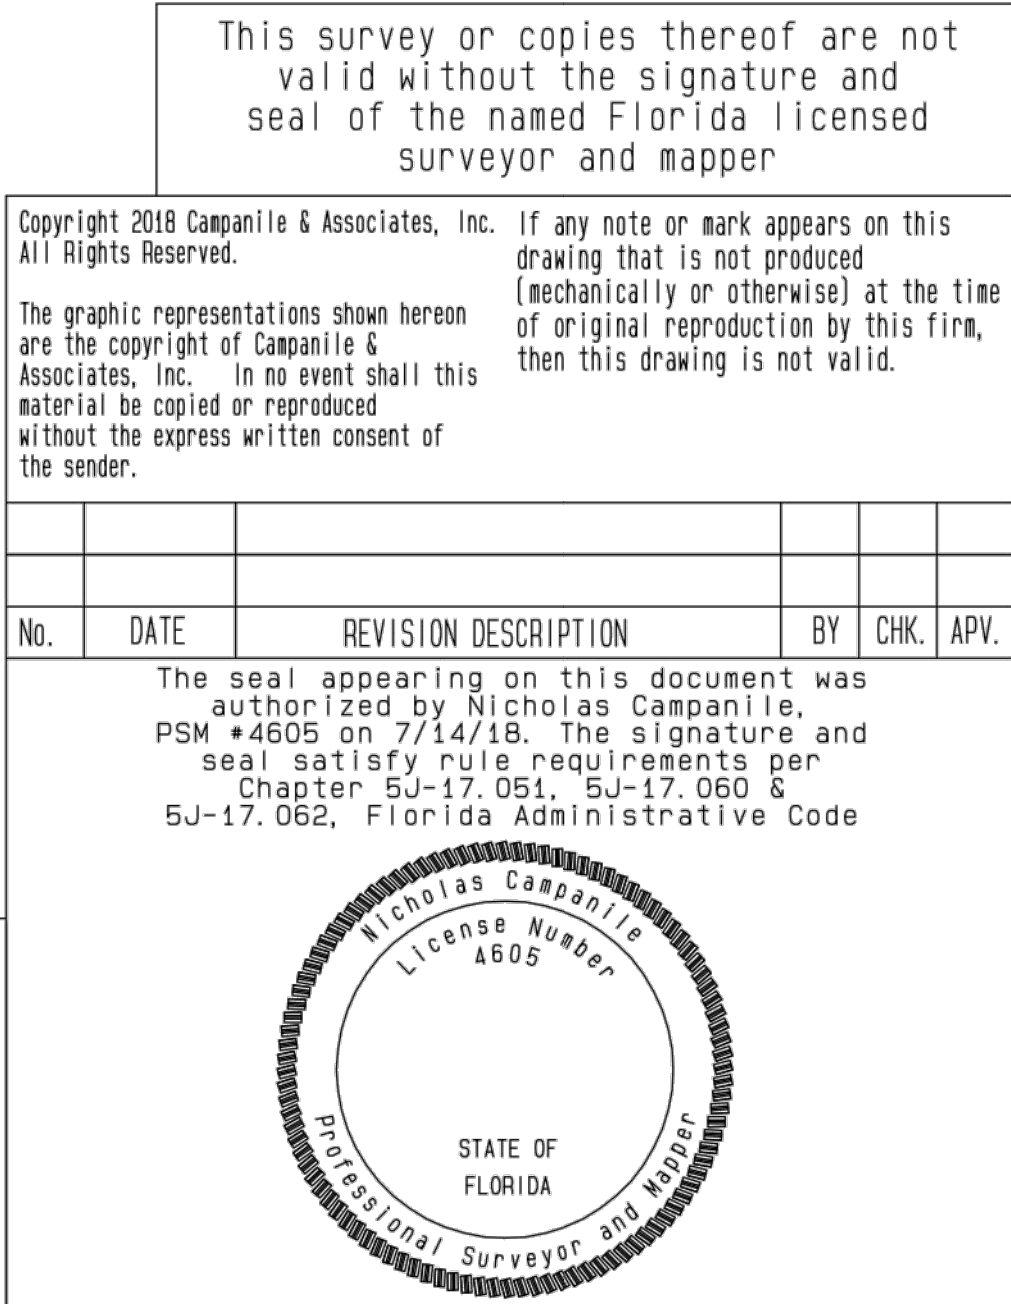 This survey or copies thereof are not
valid without the signature and
seal of the named Florida licensed
surveyor and mapper
Copyright 2018 Campanile & Associates, Inc.
All Rights Reserved.
The graphic representations shown hereon
are the copyright of Campanile &
Associates, Inc. In no event shall this
material be copied or reproduced
without the express written consent of
the sender.
If any note or mark appears on this
drawing that is not produced
(mechanically or otherwise) at the time
of original reproduction by this firm,
then this drawing is not valid.
No. DATE REVISION DESCRIPTION BY CHK. APV.
The seal appearing on this document was
authorized by Nicholas Campanile,
PSM #4605 on 7/14/18. The signature and
seal satisfy rule requirements per
Chapter 5J-17.051, 5J-17.060 &
5J-17.062, Florida Administrative Code
Nicholas Campanile
License Number
4605
STATE OF
FLORIDA
Professional Surveyor and Mapper